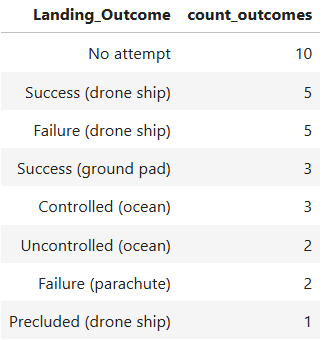 Landing_Outcome count_outcomes
No attempt 10
Success (drone ship) 5
Failure (drone ship) 5
Success (ground pad) 3
Controlled (ocean) 3
Uncontrolled (ocean) 2
Failure (parachute) 2
Precluded (drone ship) 1